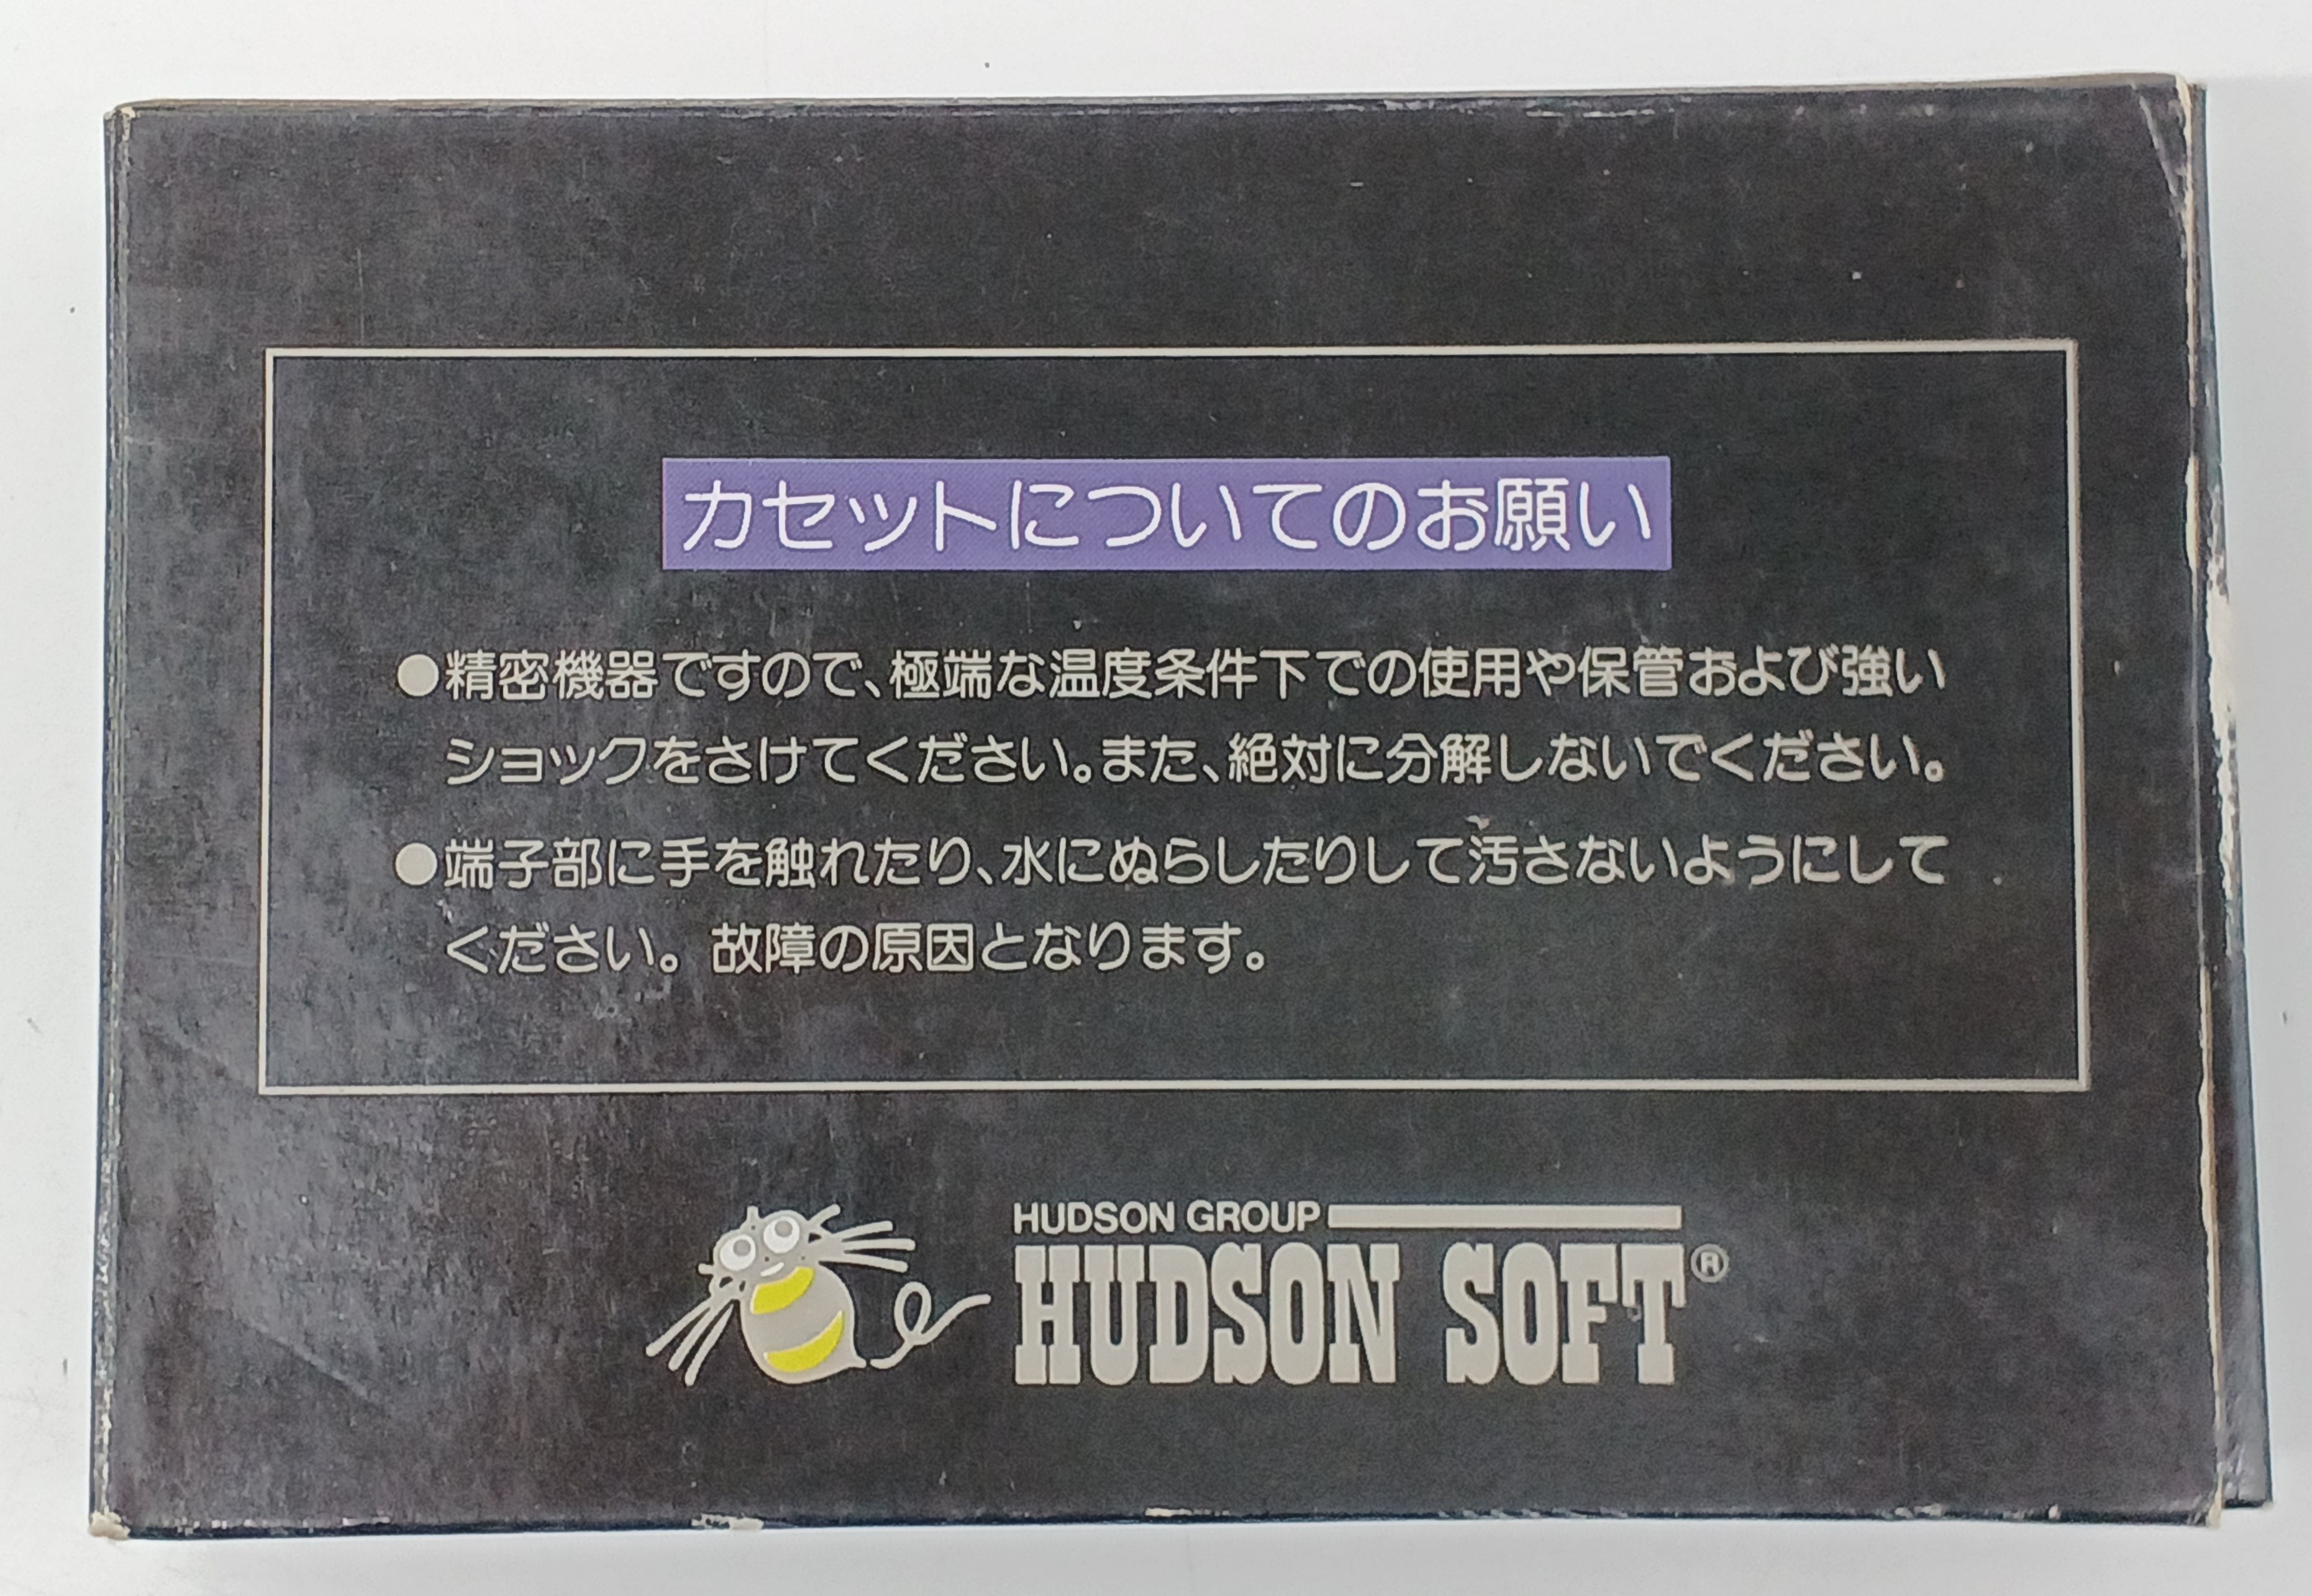 カセットについてのお願い
●精密機器ですので、極端な温度条件下での使用や保管および強い
ショックをさけてください。また、絶対に分解しないでください。
●端子部に手を触れたり、水にぬらしたりして汚さないようにして
ください。故障の原因となります。
HUDSON GROUP
HUDSON SOFT®